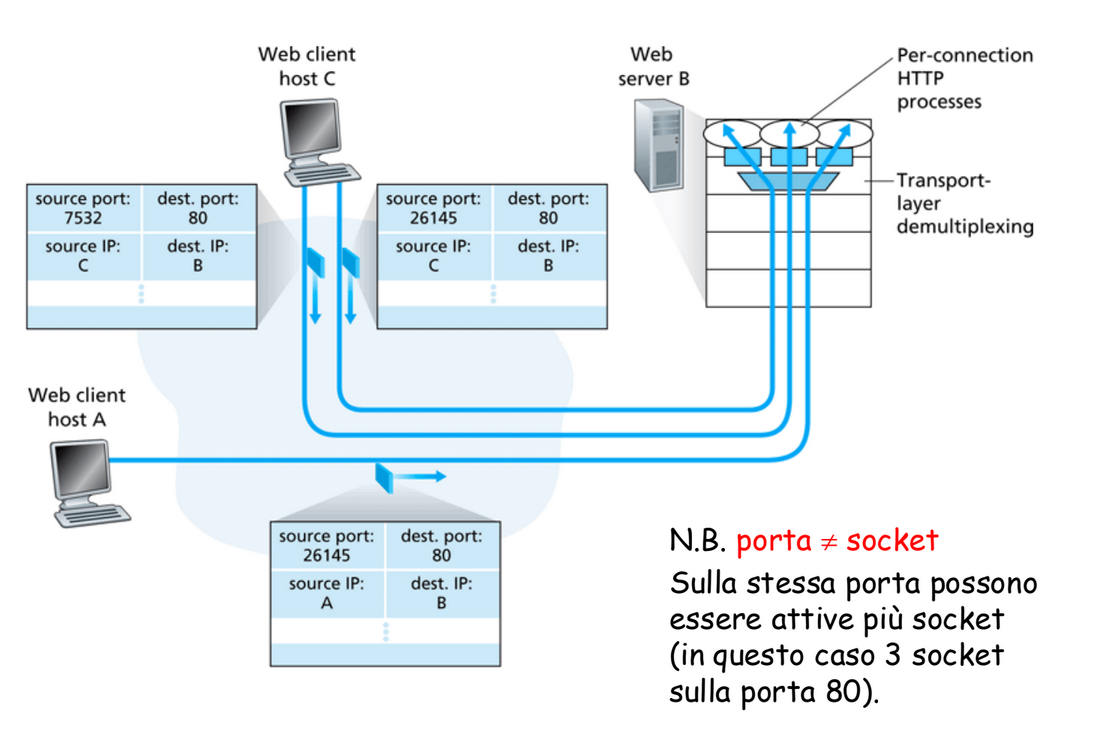 Web client
host C
Web
server B
Per-connection
HTTP
processes
Transport-
layer
demultiplexing
source port:
7532
dest. port:
80
source IP:
C
dest. IP:
B
source port:
26145
dest. port:
80
source IP:
C
dest. IP:
B
Web client
host A
source port:
26145
dest. port:
80
source IP:
A
dest. IP:
B
N.B. porta ≠ socket
Sulla stessa porta possono
essere attive più socket
(in questo caso 3 socket
sulla porta 80).